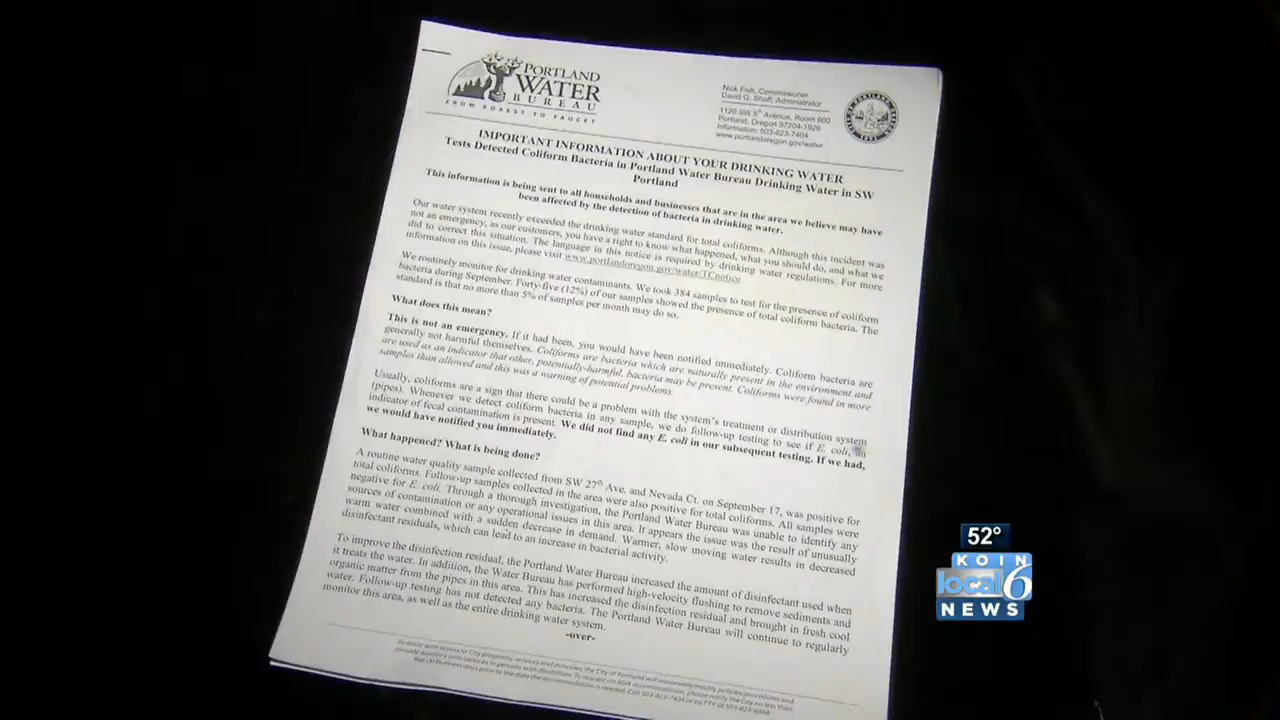 PORTLAND
WATER
BUREAU
FROM FOREST TO FAUCET
Nick Fish, Commissioner
David G. Shaff, Administrator
1120 SW 5th Avenue, Room 600
Portland, Oregon 97204-1926
Information: 503-823-7404
www.portlandoregon.gov/water
IMPORTANT INFORMATION ABOUT YOUR DRINKING WATER
Tests Detected Coliform Bacteria in Portland Water Bureau Drinking Water in SW
Portland
This information is being sent to all households and businesses that are in the area we believe may have
been affected by the detection of bacteria in drinking water.
Our water system recently exceeded the drinking water standard for total coliforms. Although this incident was
not an emergency, as our customers, you have a right to know what happened, what you should do, and what we
did to correct this situation. The language in this notice is required by drinking water regulations. For more
information on this issue, please visit www.portlandoregon.gov/water/TCnotice
We routinely monitor for drinking water contaminants. We took 384 samples to test for the presence of coliform
bacteria during September. Forty-five (12%) of our samples showed the presence of total coliform bacteria. The
standard is that no more than 5% of samples per month may do so.
What does this mean?
This is not an emergency. If it had been, you would have been notified immediately. Coliform bacteria are
generally not harmful themselves. Coliforms are bacteria which are naturally present in the environment and
are used as an indicator that other, potentially-harmful, bacteria may be present. Coliforms were found in more
samples than allowed and this was a warning of potential problems.
Usually, coliforms are a sign that there could be a problem with the system's treatment or distribution system
(pipes). Whenever we detect coliform bacteria in any sample, we do follow-up testing to see if E. coli, an
indicator of fecal contamination is present. We did not find any E. coli in our subsequent testing. If we had,
we would have notified you immediately.
What happened? What is being done?
A routine water quality sample collected from SW 27th Ave. and Nevada Ct. on September 17, was positive for
total coliforms. Follow-up samples collected in the area were also positive for total coliforms. All samples were
negative for E. coli. Through a thorough investigation, the Portland Water Bureau was unable to identify any
sources of contamination or any operational issues in this area. It appears the issue was the result of unusually
warm water combined with a sudden decrease in demand. Warmer, slow moving water results in decreased
disinfectant residuals, which can lead to an increase in bacterial activity.
To improve the disinfection residual, the Portland Water Bureau increased the amount of disinfectant used when
it treats the water. In addition, the Water Bureau has performed high-velocity flushing to remove sediments and
organic matter from the pipes in this area. This has increased the disinfection residual and brought in fresh cool
water. Follow-up testing has not detected any bacteria. The Portland Water Bureau will continue to regularly
monitor this area, as well as the entire drinking water system.
-over-
52°
KOIN
local 6
NEWS